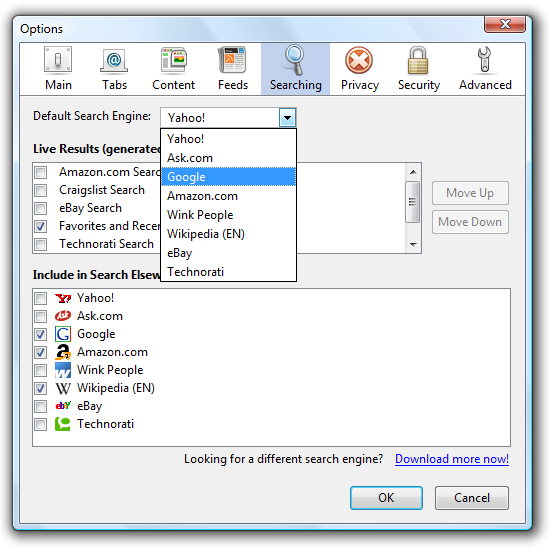 Options
Main Tabs Content Feeds Searching Privacy Security Advanced
Default Search Engine: Yahoo!
Yahoo!
Ask.com
Google
Amazon.com
Wink People
Wikipedia (EN)
eBay
Technorati
Live Results (generated
Amazon.com Sear
Craigslist Search
eBay Search
Favorites and Recen
Technorati Search
Move Up
Move Down
Include in Search Elsew
Yahoo!
Ask.com
Google
Amazon.com
Wink People
Wikipedia (EN)
eBay
Technorati
Looking for a different search engine? Download more now!
OK Cancel